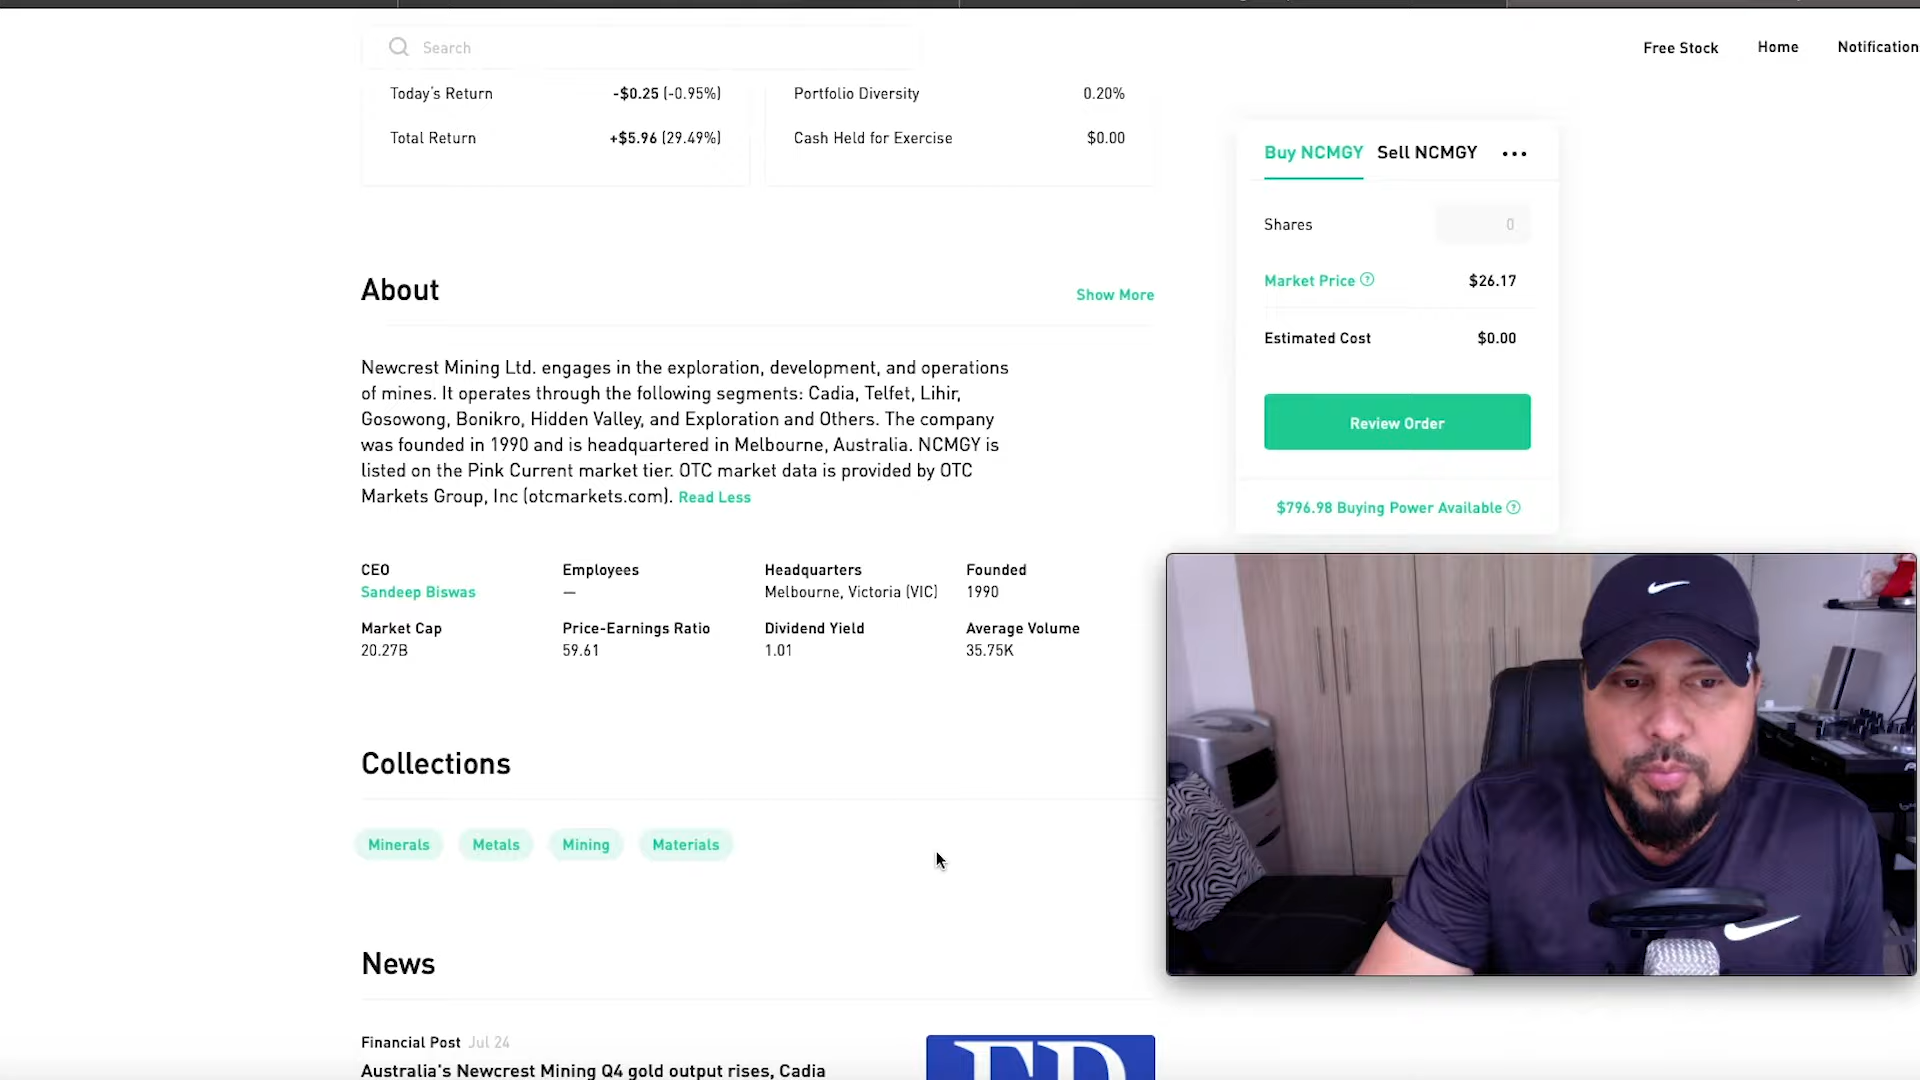 Search
Free Stock
Home
Notification
Today's Return
-$0.25 (-0.95%)
Portfolio Diversity
0.20%
Total Return
+$5.96 (29.49%)
Cash Held for Exercise
$0.00
Buy NCMGY
Sell NCMGY
Shares
0
Market Price
$26.17
Estimated Cost
$0.00
Review Order
$796.98 Buying Power Available
About
Show More
Newcrest Mining Ltd. engages in the exploration, development, and operations
of mines. It operates through the following segments: Cadia, Telfet, Lihir,
Gosowong, Bonikro, Hidden Valley, and Exploration and Others. The company
was founded in 1990 and is headquartered in Melbourne, Australia. NCMGY is
listed on the Pink Current market tier. OTC market data is provided by OTC
Markets Group, Inc (otcmarkets.com). Read Less
CEO
Sandeep Biswas
Employees
—
Headquarters
Melbourne, Victoria (VIC)
Founded
1990
Market Cap
20.27B
Price-Earnings Ratio
59.61
Dividend Yield
1.01
Average Volume
35.75K
Collections
Minerals
Metals
Mining
Materials
News
Financial Post Jul 24
Australia's Newcrest Mining Q4 gold output rises, Cadia
FP